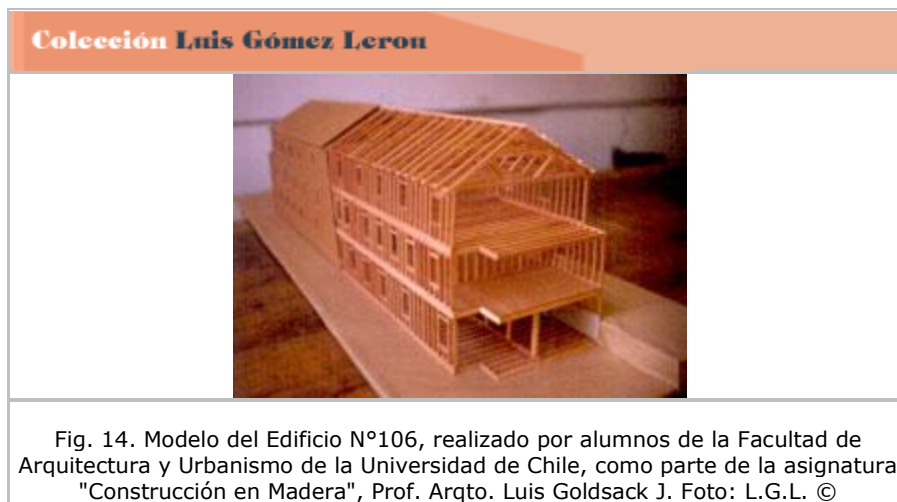 Colección Luis Gómez Lerou
Fig. 14. Modelo del Edificio N°106, realizado por alumnos de la Facultad de
Arquitectura y Urbanismo de la Universidad de Chile, como parte de la asignatura
"Construcción en Madera", Prof. Arqto. Luis Goldsack J. Foto: L.G.L. ©